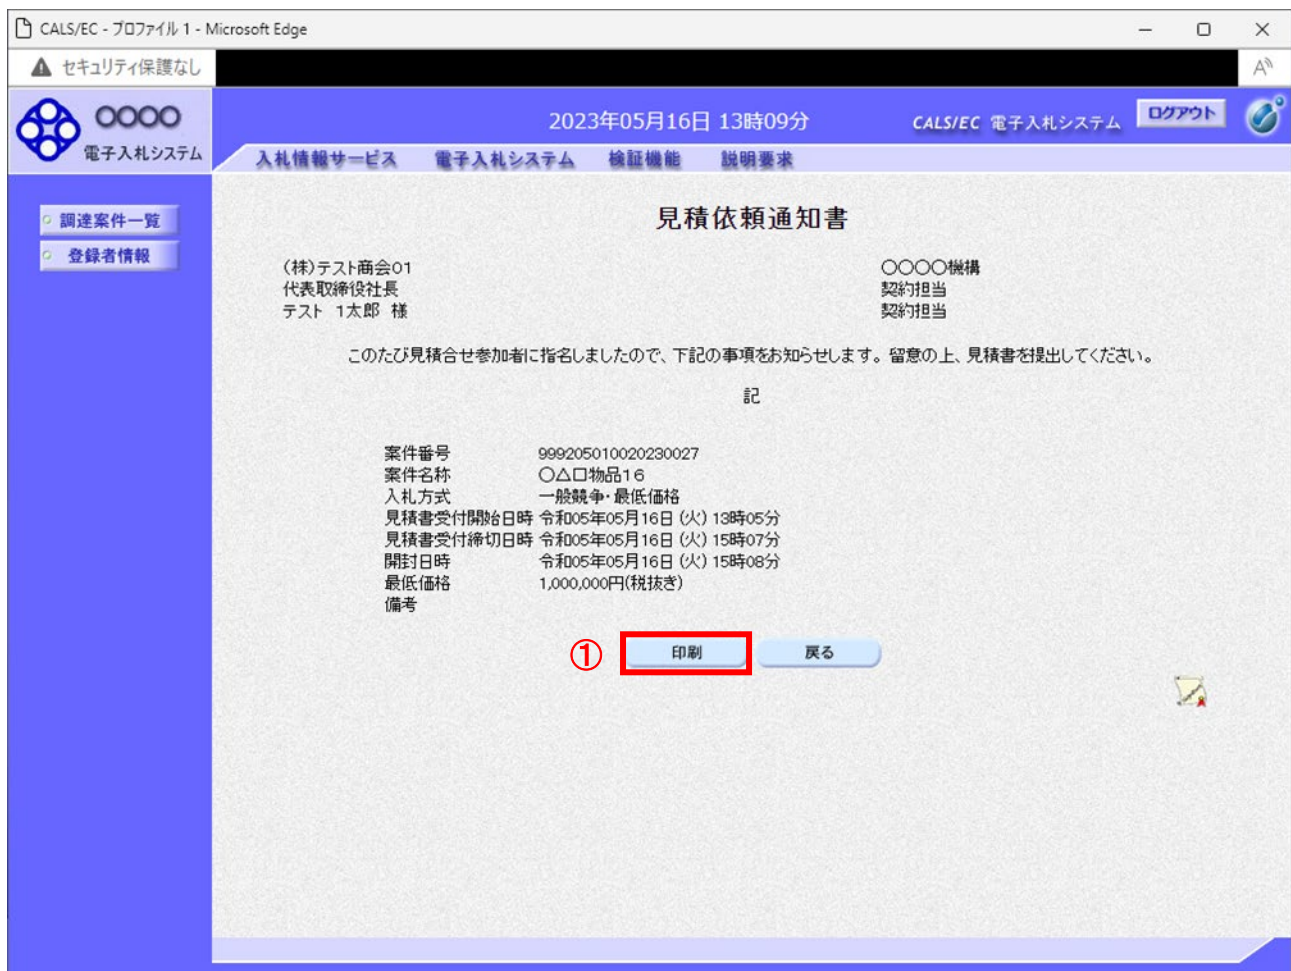 CALS/EC - プロファイル 1 - Microsoft Edge
セキュリティ保護なし
〇〇〇〇
電子入札システム
2023年05月16日 13時09分
CALS/EC 電子入札システム
ログアウト
入札情報サービス 電子入札システム 検証機能 説明要求
調達案件一覧
登録者情報
見積依頼通知書
(株)テスト商会01
代表取締役社長
テスト 1太郎 様
〇〇〇〇機構
契約担当
契約担当
このたび見積合せ参加者に指名しましたので、下記の事項をお知らせします。留意の上、見積書を提出してください。
記
案件番号 999205010020230027
案件名称 〇△口物品16
入札方式 一般競争・最低価格
見積書受付開始日時 令和05年05月16日 (火) 13時05分
見積書受付締切日時 令和05年05月16日 (火) 15時07分
開封日時 令和05年05月16日 (火) 15時08分
最低価格 1,000,000円(税抜き)
備考
① 印刷 戻る